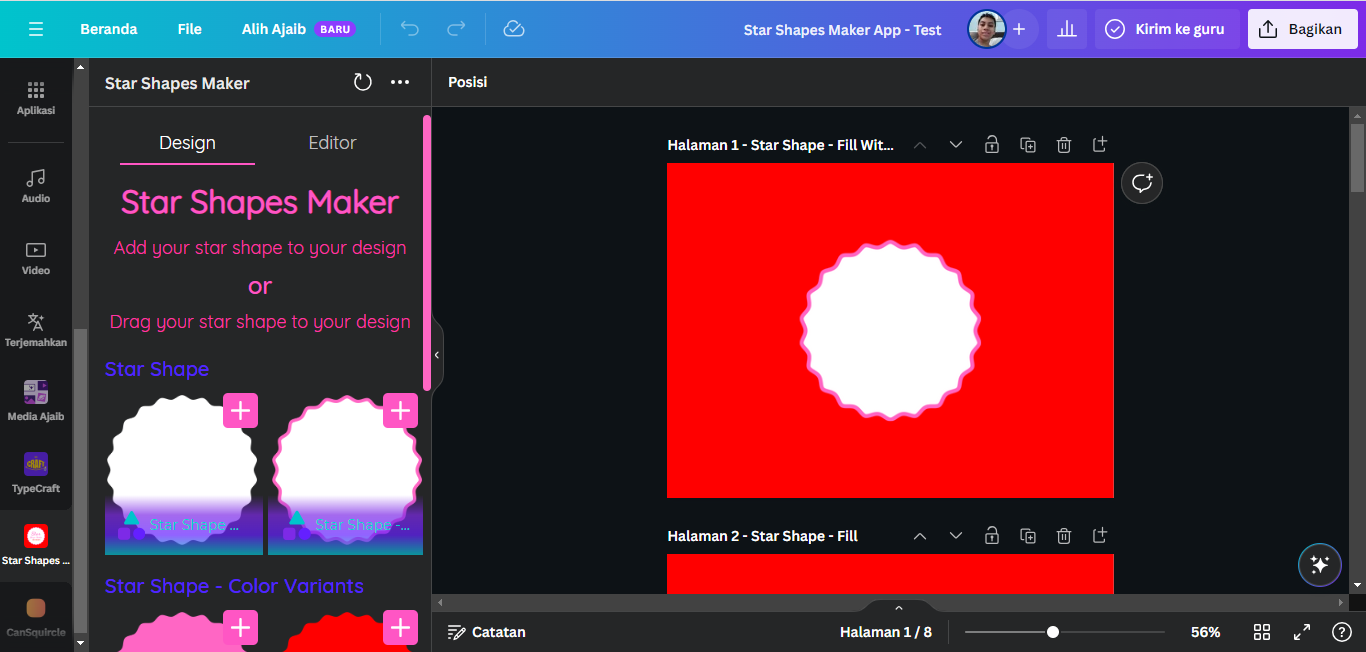 Beranda
File
Alih Ajaib
BARU
Star Shapes Maker App - Test
Kirim ke guru
Bagikan
Aplikasi
Audio
Video
Terjemahkan
Media Ajaib
CRAFT
TypeCraft
Star Shapes ...
CanSquircle
Star Shapes Maker
Design
Editor
Star Shapes Maker
Add your star shape to your design
or
Drag your star shape to your design
Star Shape
Star Shape ...
Star Shape -...
Star Shape - Color Variants
Posisi
Halaman 1 - Star Shape - Fill Wit...
Halaman 2 - Star Shape - Fill
Catatan
Halaman 1 / 8
56%